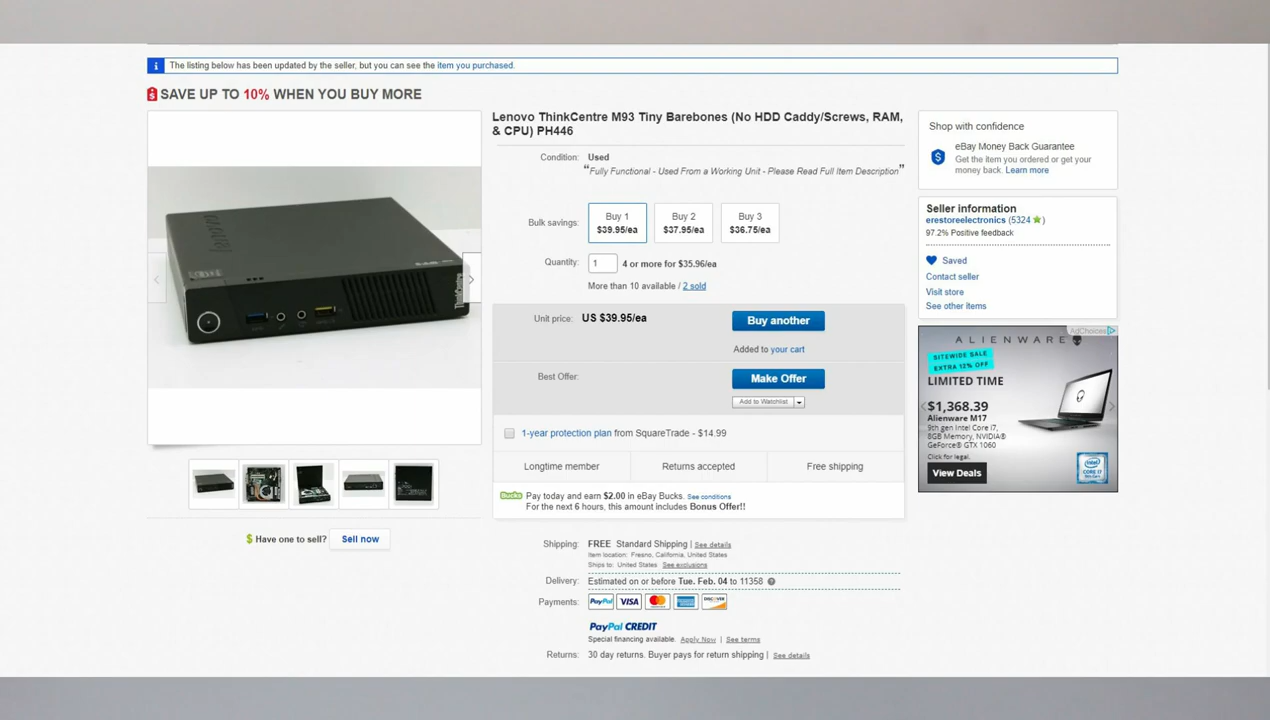 The listing below has been updated by the seller, but you can see the item you purchased.
SAVE UP TO 10% WHEN YOU BUY MORE
Lenovo ThinkCentre M93 Tiny Barebones (No HDD Caddy/Screws, RAM,
& CPU) PH446
Condition: Used
"Fully Functional - Used From a Working Unit - Please Read Full Item Description"
Bulk savings:
Buy 1 Buy 2 Buy 3
$39.95/ea $37.95/ea $36.75/ea
Quantity: 1 4 or more for $35.96/ea
More than 10 available / 2 sold
Unit price: US $39.95/ea Buy another
Added to your cart
Best Offer: Make Offer
Add to Watchlist
1-year protection plan from SquareTrade - $14.99
Longtime member Returns accepted Free shipping
Bucks Pay today and earn $2.00 in eBay Bucks. See conditions
For the next 6 hours, this amount includes Bonus Offer!!
Shipping: FREE Standard Shipping | See details
Item location: Fresno, California, United States
Ships to: United States See exclusions
Delivery: Estimated on or before Tue. Feb. 04 to 11358
Payments: PayPal VISA MasterCard DISCOVER
PayPal CREDIT
Special financing available. Apply Now | See terms
Returns: 30 day returns. Buyer pays for return shipping | See details
ThinkCentre
$ Have one to sell? Sell now
Shop with confidence
eBay Money Back Guarantee
Get the item you ordered or get your
money back. Learn more
Seller information
erestoreelectronics (5324)
97.2% Positive feedback
Saved
Contact seller
Visit store
See other items
AdChoices
ALIENWARE
SITEWIDE SALE
EXTRA 12% OFF
LIMITED TIME
$1,368.39
Alienware M17
9th gen Intel Core i7,
8GB Memory, NVIDIA®
GeForce® GTX 1060
Click for legal.
View Deals
intel
CORE i7